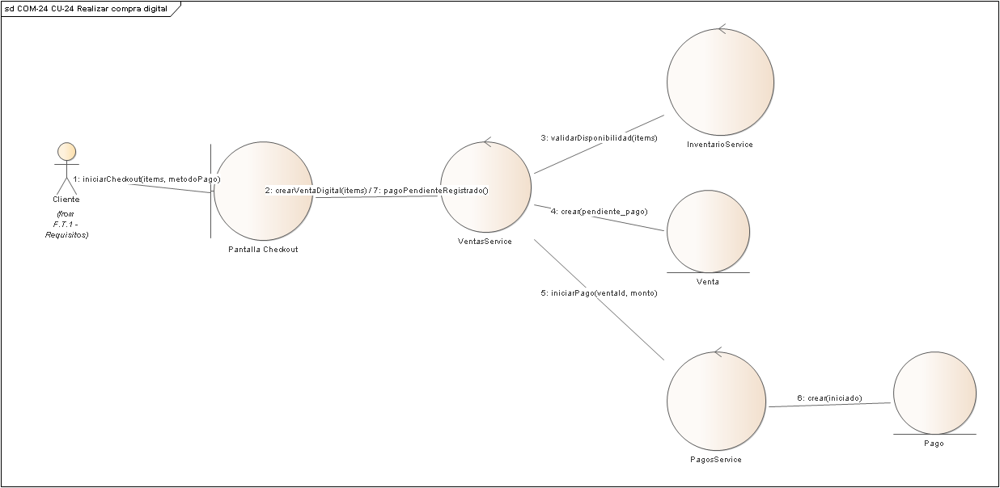 sd COM-24 CU-24 Realizar compra digital
InventarioService
3: validarDisponibilidad(items)
1: iniciarCheckout(items, metodoPago)
2: crearVentaDigital(items) / 7: pagoPendienteRegistrado()
Cliente
(from
F.T.1 -
Requisitos)
Pantalla Checkout
VentasService
4: crear(pendiente_pago)
Venta
5: iniciarPago(ventaId, monto)
6: crear(iniciado)
PagosService
Pago